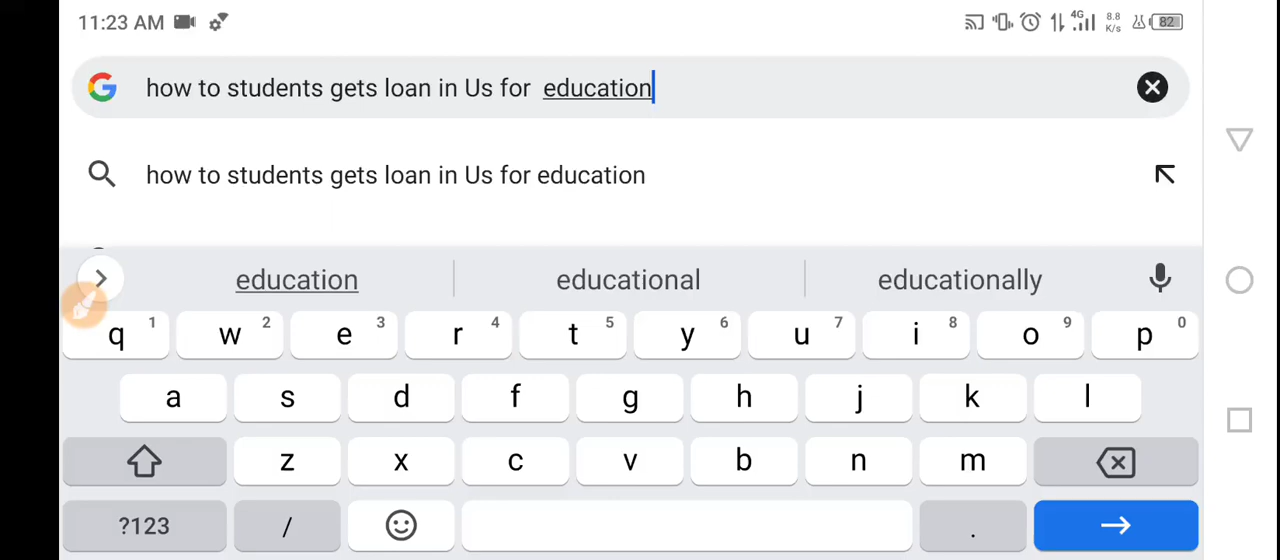 11:23 AM 4G 8.8 K/s 82
how to students gets loan in Us for  education
how to students gets loan in Us for education
education educational educationally
q 1 w 2 e 3 r 4 t 5 y 6 u 7 i 8 o 9 p 0
a s d f g h j k l
z x c v b n m
?123 / .